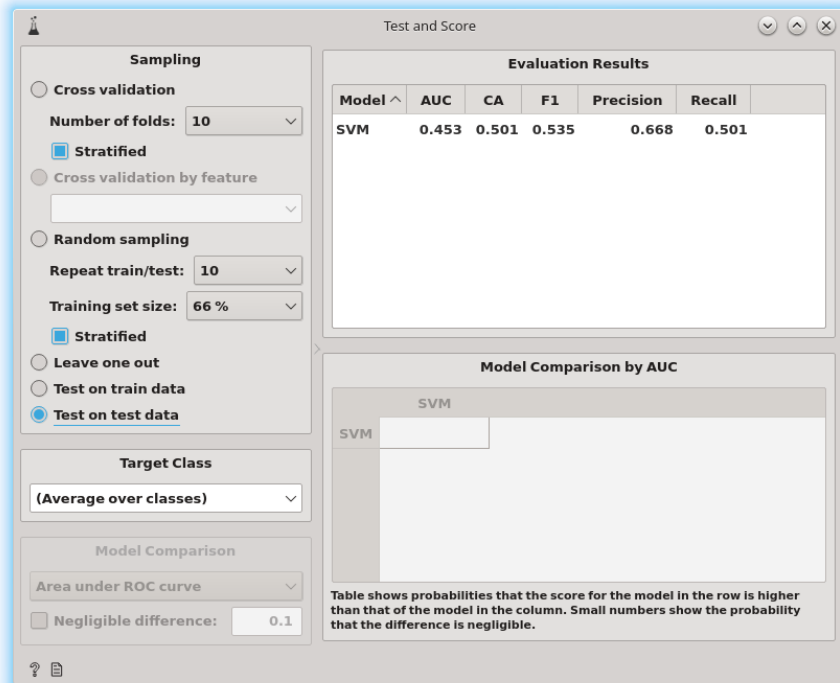 Test and Score
Sampling
Cross validation
Number of folds: 10
Stratified
Cross validation by feature
Random sampling
Repeat train/test: 10
Training set size: 66 %
Stratified
Leave one out
Test on train data
Test on test data
Target Class
(Average over classes)
Model Comparison
Area under ROC curve
Negligible difference: 0.1
Evaluation Results
Model AUC CA F1 Precision Recall
SVM 0.453 0.501 0.535 0.668 0.501
Model Comparison by AUC
SVM
SVM
Table shows probabilities that the score for the model in the row is higher
than that of the model in the column. Small numbers show the probability
that the difference is negligible.
?